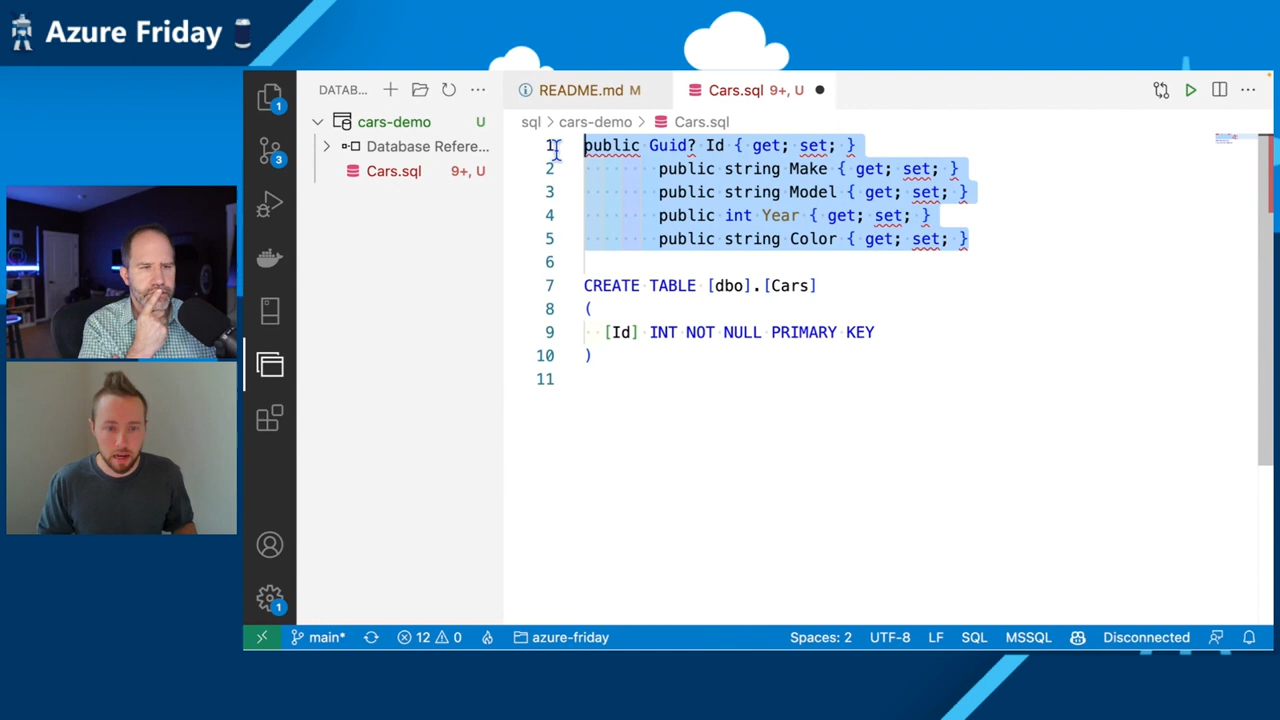 Azure Friday
DATAB...
README.md M
Cars.sql 9+, U
cars-demo U
Database Refere...
Cars.sql 9+, U
sql > cars-demo > Cars.sql
1 public Guid? Id { get; set; }
2 public string Make { get; set; }
3 public string Model { get; set; }
4 public int Year { get; set; }
5 public string Color { get; set; }
6
7 CREATE TABLE [dbo].[Cars]
8 (
9 [Id] INT NOT NULL PRIMARY KEY
10 )
11
1
3
1
main* 12 0 azure-friday Spaces: 2 UTF-8 LF SQL MSSQL Disconnected